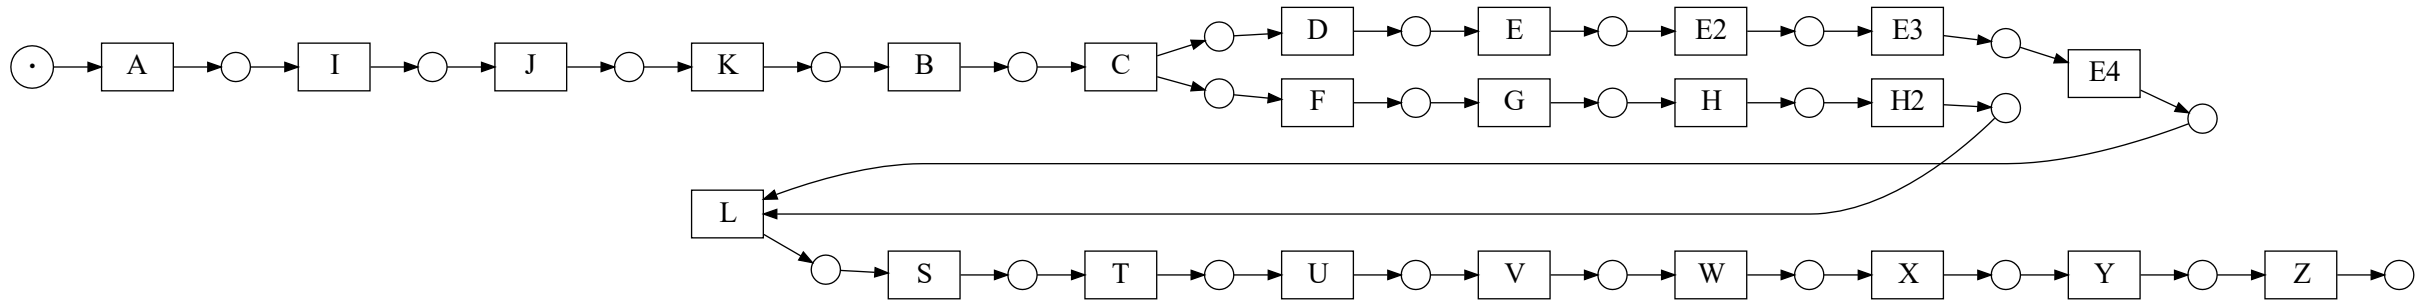 A I J K B C D E E2 E3
E4
F G H H2
L
S T U V W X Y Z